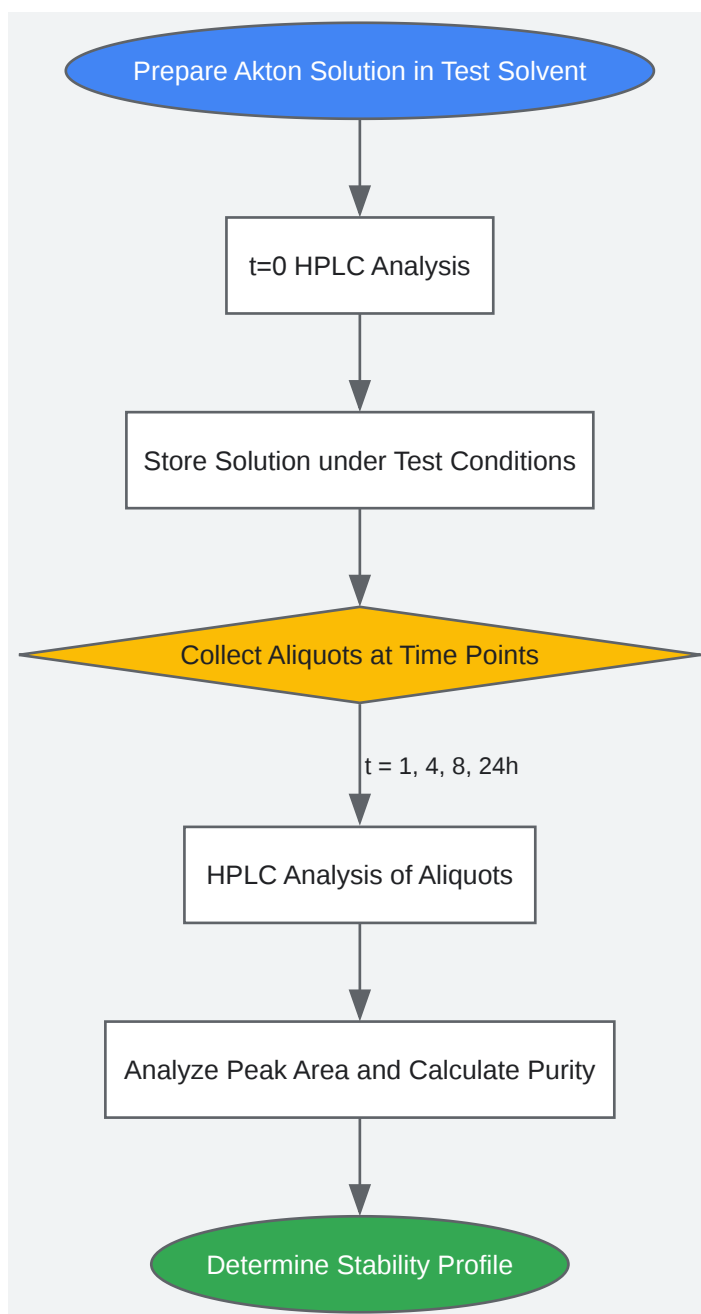 Prepare Akton Solution in Test Solvent
t=0 HPLC Analysis
Store Solution under Test Conditions
Collect Aliquots at Time Points
t = 1, 4, 8, 24h
HPLC Analysis of Aliquots
Analyze Peak Area and Calculate Purity
Determine Stability Profile